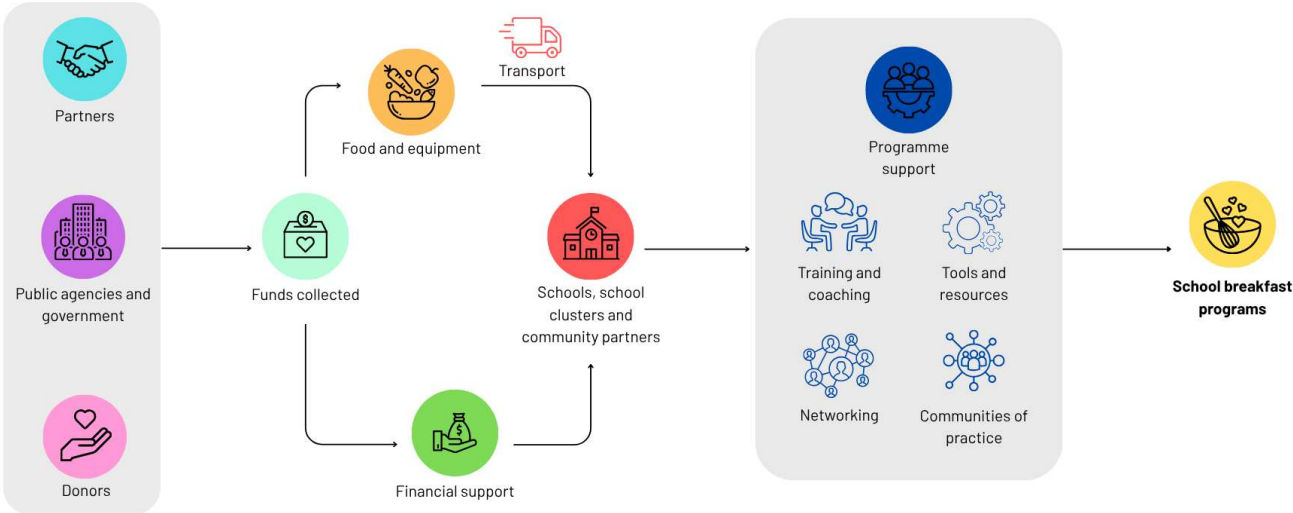 Partners
Public agencies and
government
Donors
Funds collected
Food and equipment
Transport
Financial support
Schools, school
clusters and
community partners
Programme
support
Training and
coaching
Tools and
resources
Networking
Communities of
practice
School breakfast
programs